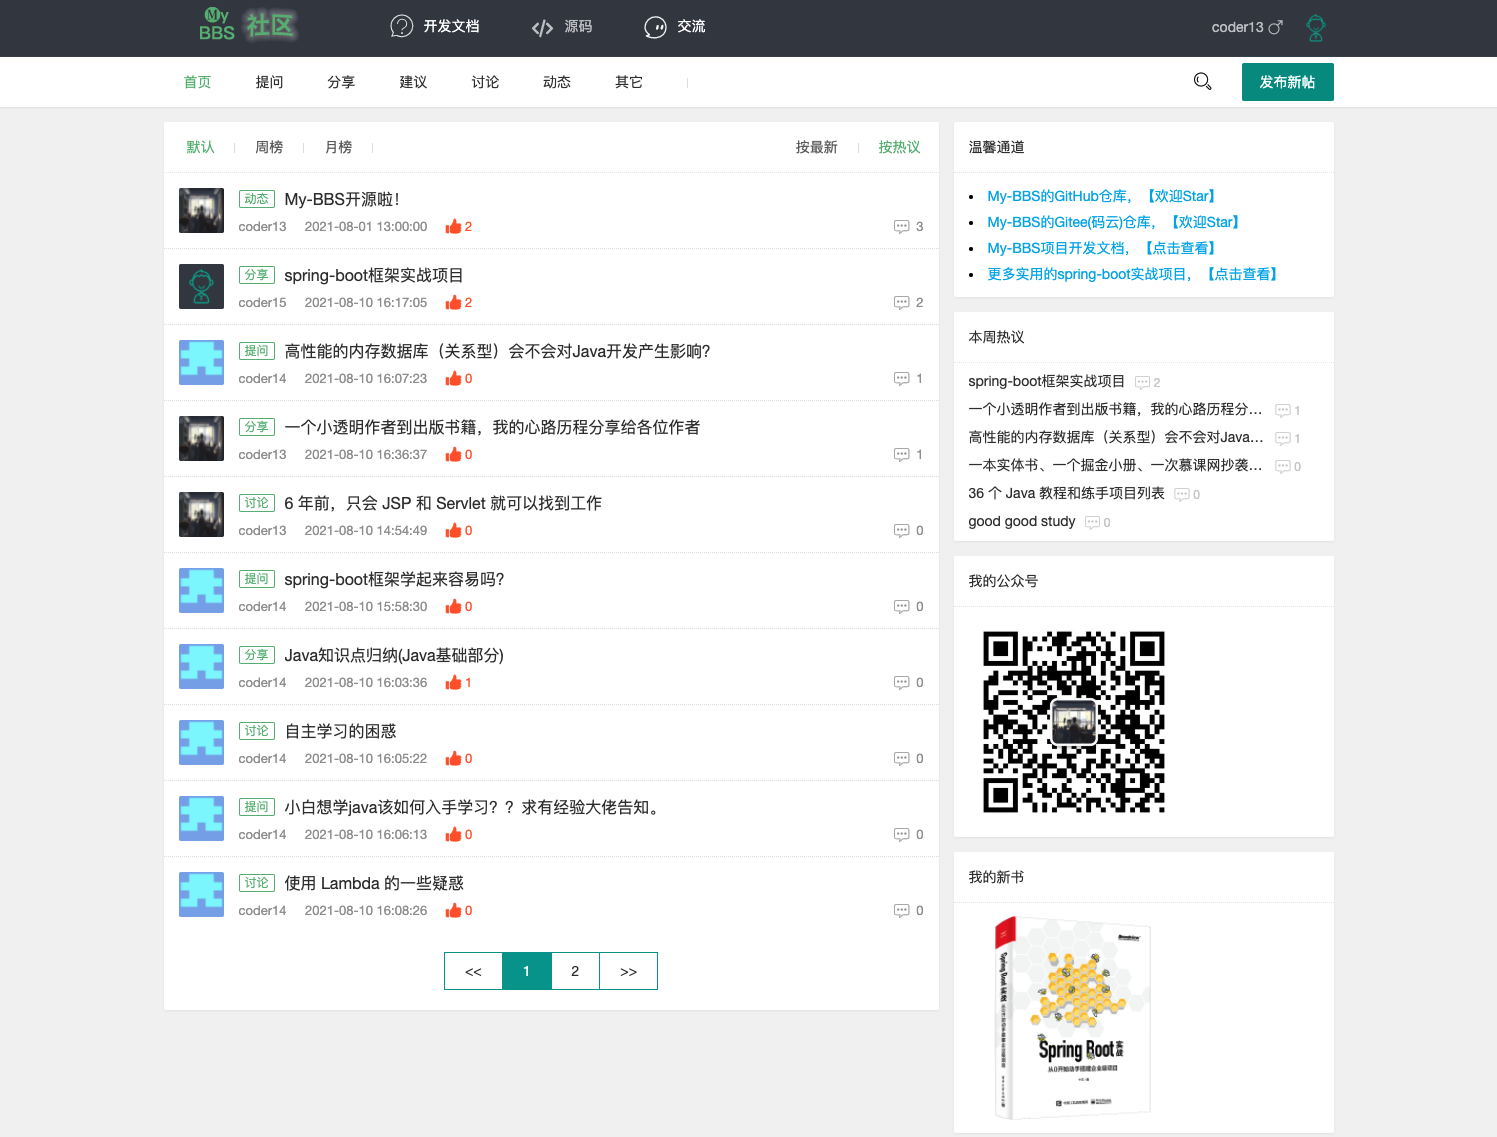 My
BBS 社区
开发文档
源码
交流
coder13
首页 提问 分享 建议 讨论 动态 其它
发布新帖
默认 周榜 月榜 按最新 按热议
动态 My-BBS开源啦！
coder13 2021-08-01 13:00:00 2 3
分享 spring-boot框架实战项目
coder15 2021-08-10 16:17:05 2 2
提问 高性能的内存数据库（关系型）会不会对Java开发产生影响?
coder14 2021-08-10 16:07:23 0 1
分享 一个小透明作者到出版书籍，我的心路历程分享给各位作者
coder13 2021-08-10 16:36:37 0 1
讨论 6 年前，只会 JSP 和 Servlet 就可以找到工作
coder13 2021-08-10 14:54:49 0 0
提问 spring-boot框架学起来容易吗?
coder14 2021-08-10 15:58:30 0 0
分享 Java知识点归纳(Java基础部分)
coder14 2021-08-10 16:03:36 1 0
讨论 自主学习的困惑
coder14 2021-08-10 16:05:22 0 0
提问 小白想学java该如何入手学习？？求有经验大佬告知。
coder14 2021-08-10 16:06:13 0 0
讨论 使用 Lambda 的一些疑惑
coder14 2021-08-10 16:08:26 0 0
<< 1 2 >>
温馨通道
My-BBS的GitHub仓库，【欢迎Star】
My-BBS的Gitee(码云)仓库，【欢迎Star】
My-BBS项目开发文档，【点击查看】
更多实用的spring-boot实战项目，【点击查看】
本周热议
spring-boot框架实战项目 2
一个小透明作者到出版书籍，我的心路历程分... 1
高性能的内存数据库（关系型）会不会对Java... 1
一本实体书、一个掘金小册、一次慕课网抄袭... 0
36 个 Java 教程和练手项目列表 0
good good study 0
我的公众号
我的新书
Spring Boot 实战
从0开始动手搭建企业级项目